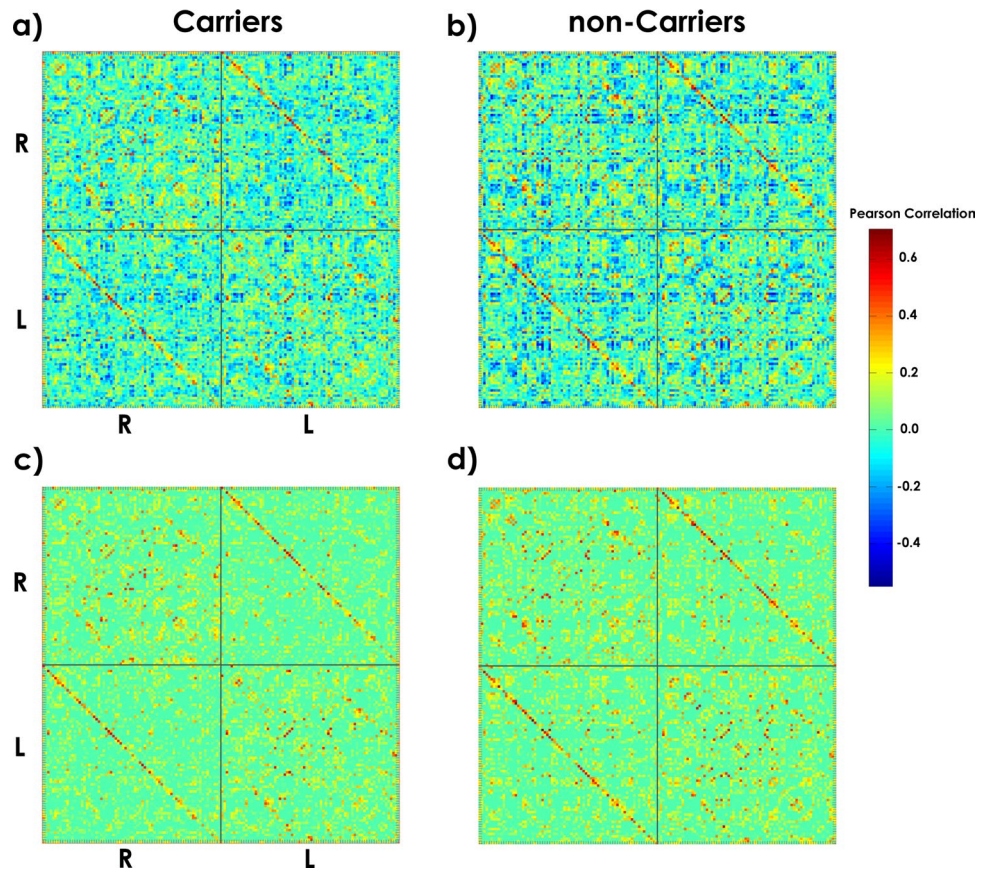 Carriers
non-Carriers
a)
b)
R
L
R
L
Pearson Correlation
0.6
0.4
0.2
0.0
-0.2
-0.4
c)
d)
R
L
R
L